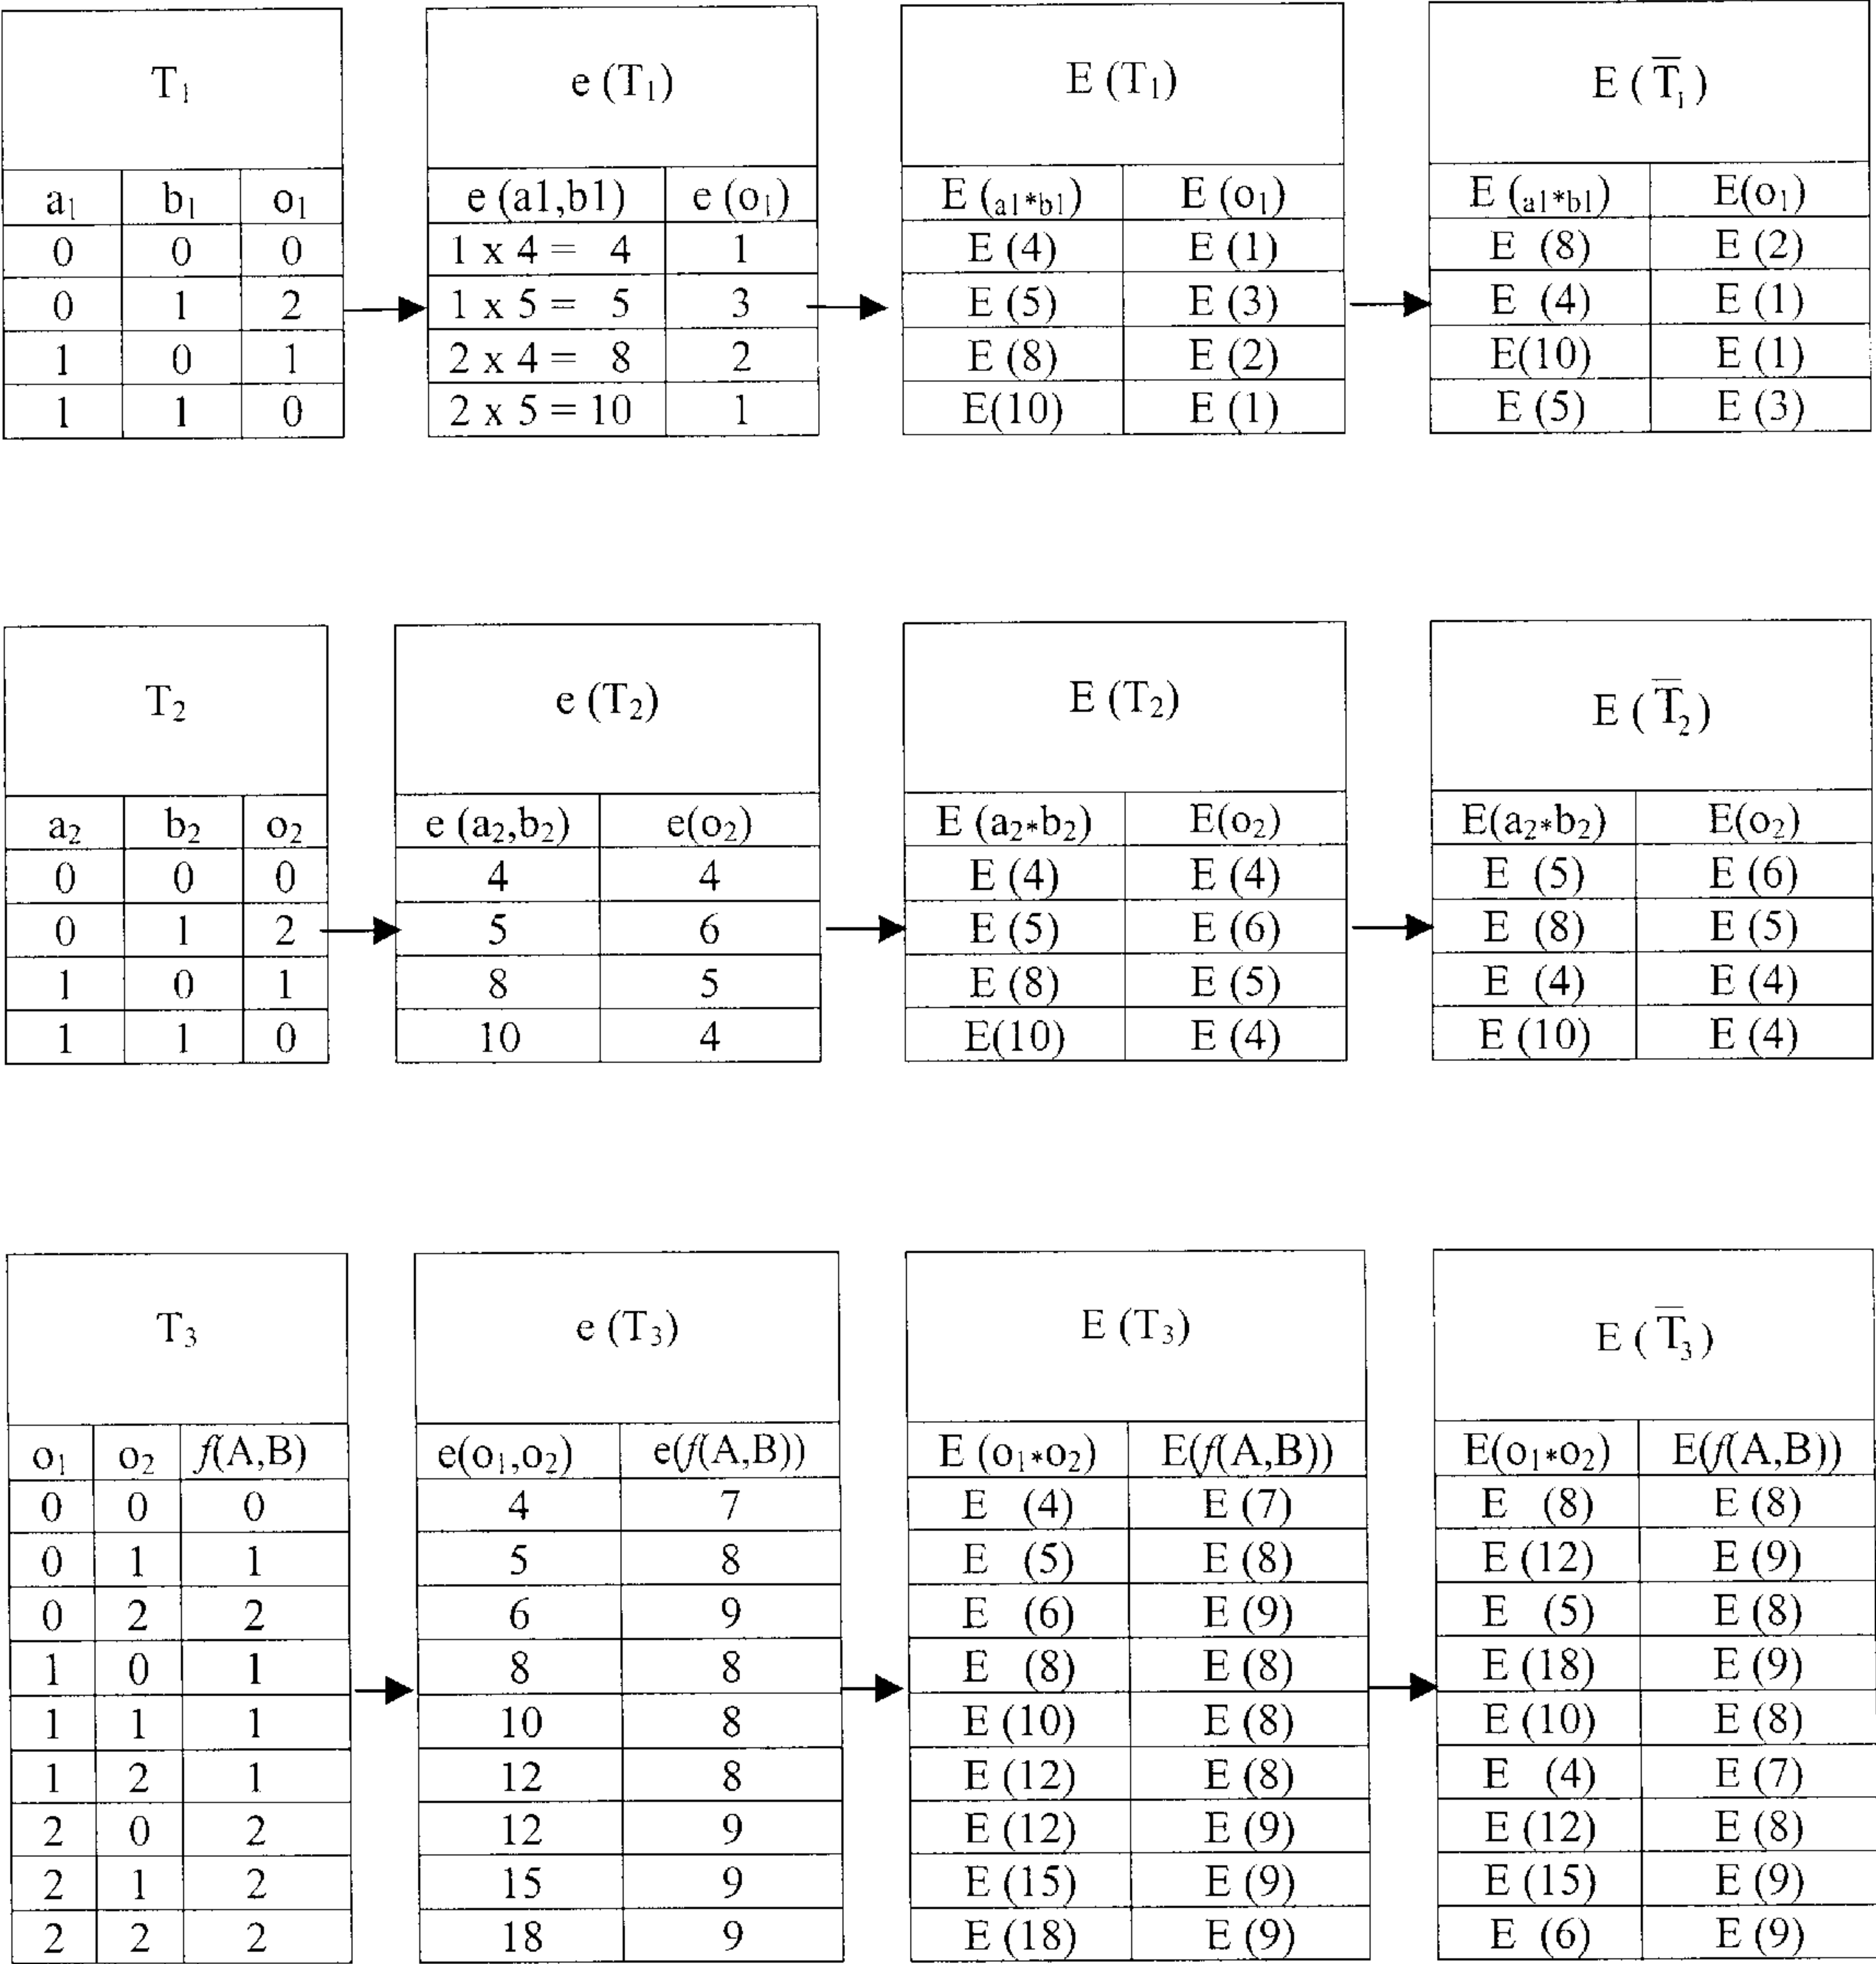 T₁ e (T₁) E (T₁) E ( T̅₁ )
a₁ b₁ o₁ e (a1,b1) e (o₁) E (a1*b1) E (o₁) E (a1*b1) E(o₁)
0 0 0 1 x 4 = 4 1 E (4) E (1) E (8) E (2)
0 1 2 1 x 5 = 5 3 E (5) E (3) E (4) E (1)
1 0 1 2 x 4 = 8 2 E (8) E (2) E(10) E (1)
1 1 0 2 x 5 = 10 1 E(10) E (1) E (5) E (3)
T₂ e (T₂) E (T₂) E ( T̅₂ )
a₂ b₂ o₂ e (a₂,b₂) e(o₂) E (a₂*b₂) E(o₂) E(a₂*b₂) E(o₂)
0 0 0 4 4 E (4) E (4) E (5) E (6)
0 1 2 5 6 E (5) E (6) E (8) E (5)
1 0 1 8 5 E (8) E (5) E (4) E (4)
1 1 0 10 4 E(10) E (4) E (10) E (4)
T₃ e (T₃) E (T₃) E ( T̅₃ )
o₁ o₂ f(A,B) e(o₁,o₂) e(f(A,B)) E (o₁*o₂) E(f(A,B)) E(o₁*o₂) E(f(A,B))
0 0 0 4 7 E (4) E (7) E (8) E (8)
0 1 1 5 8 E (5) E (8) E (12) E (9)
0 2 2 6 9 E (6) E (9) E (5) E (8)
1 0 1 8 8 E (8) E (8) E (18) E (9)
1 1 1 10 8 E (10) E (8) E (10) E (8)
1 2 1 12 8 E (12) E (8) E (4) E (7)
2 0 2 12 9 E (12) E (9) E (12) E (8)
2 1 2 15 9 E (15) E (9) E (15) E (9)
2 2 2 18 9 E (18) E (9) E (6) E (9)